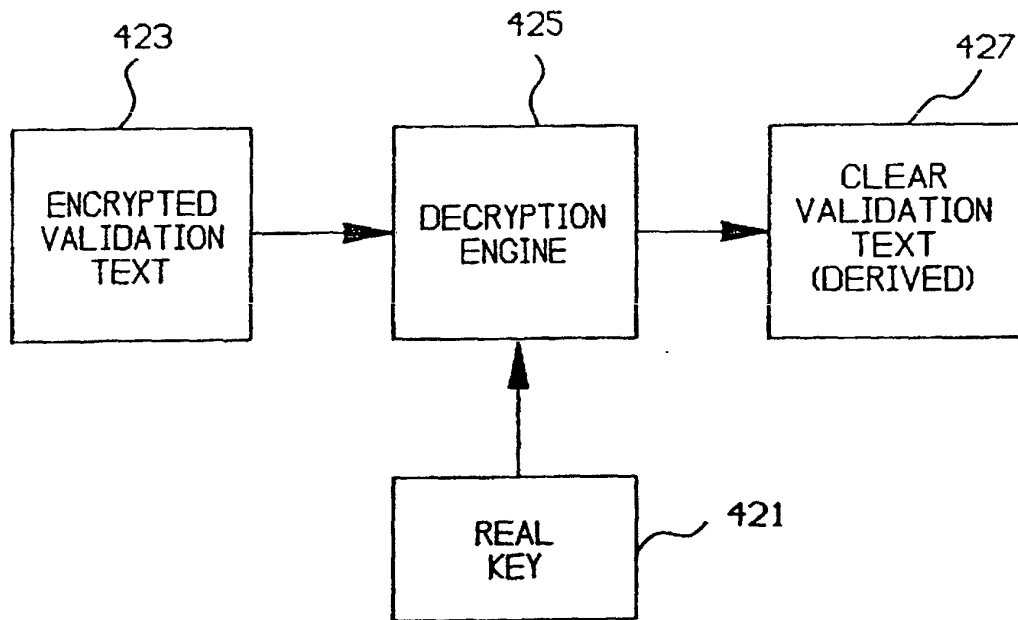 423
425
427
ENCRYPTED
VALIDATION
TEXT
DECRYPTION
ENGINE
CLEAR
VALIDATION
TEXT
(DERIVED)
REAL
KEY
421